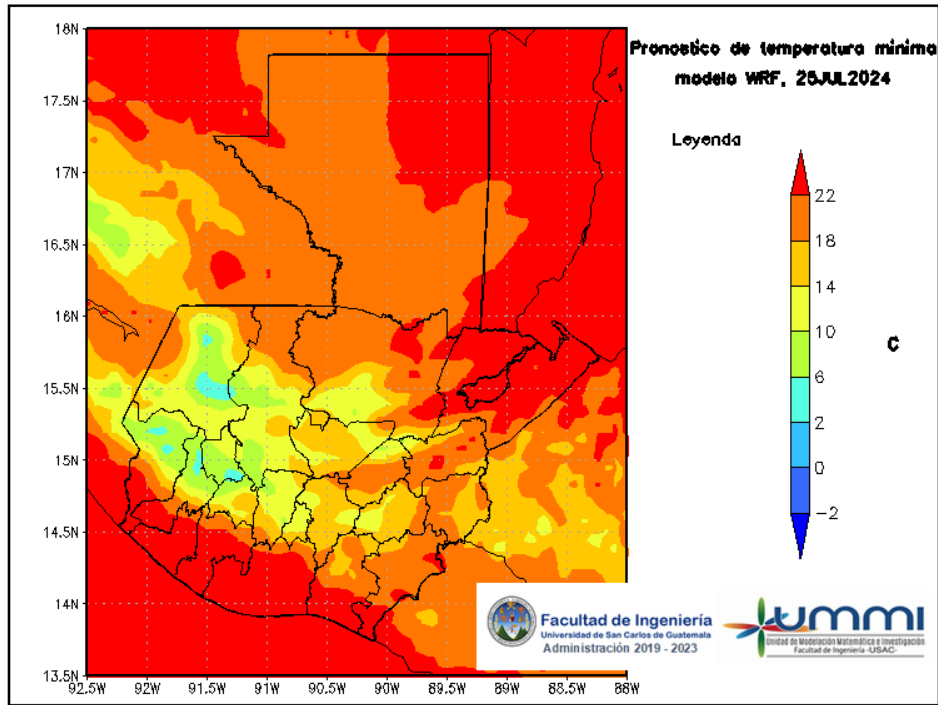 Pronostico de temperatura minima
modelo WRF, 25JUL2024
Leyenda
22
18
14
10
6
2
0
−2
C
18N
17.5N
17N
16.5N
16N
15.5N
15N
14.5N
14N
13.5N
92.5W
92W
91.5W
91W
90.5W
90W
89.5W
89W
88.5W
88W
Facultad de Ingeniería
Universidad de San Carlos de Guatemala
Administración 2019 - 2023
UMMI
Unidad de Modelación Matemática e Investigación
Facultad de Ingeniería -USAC-